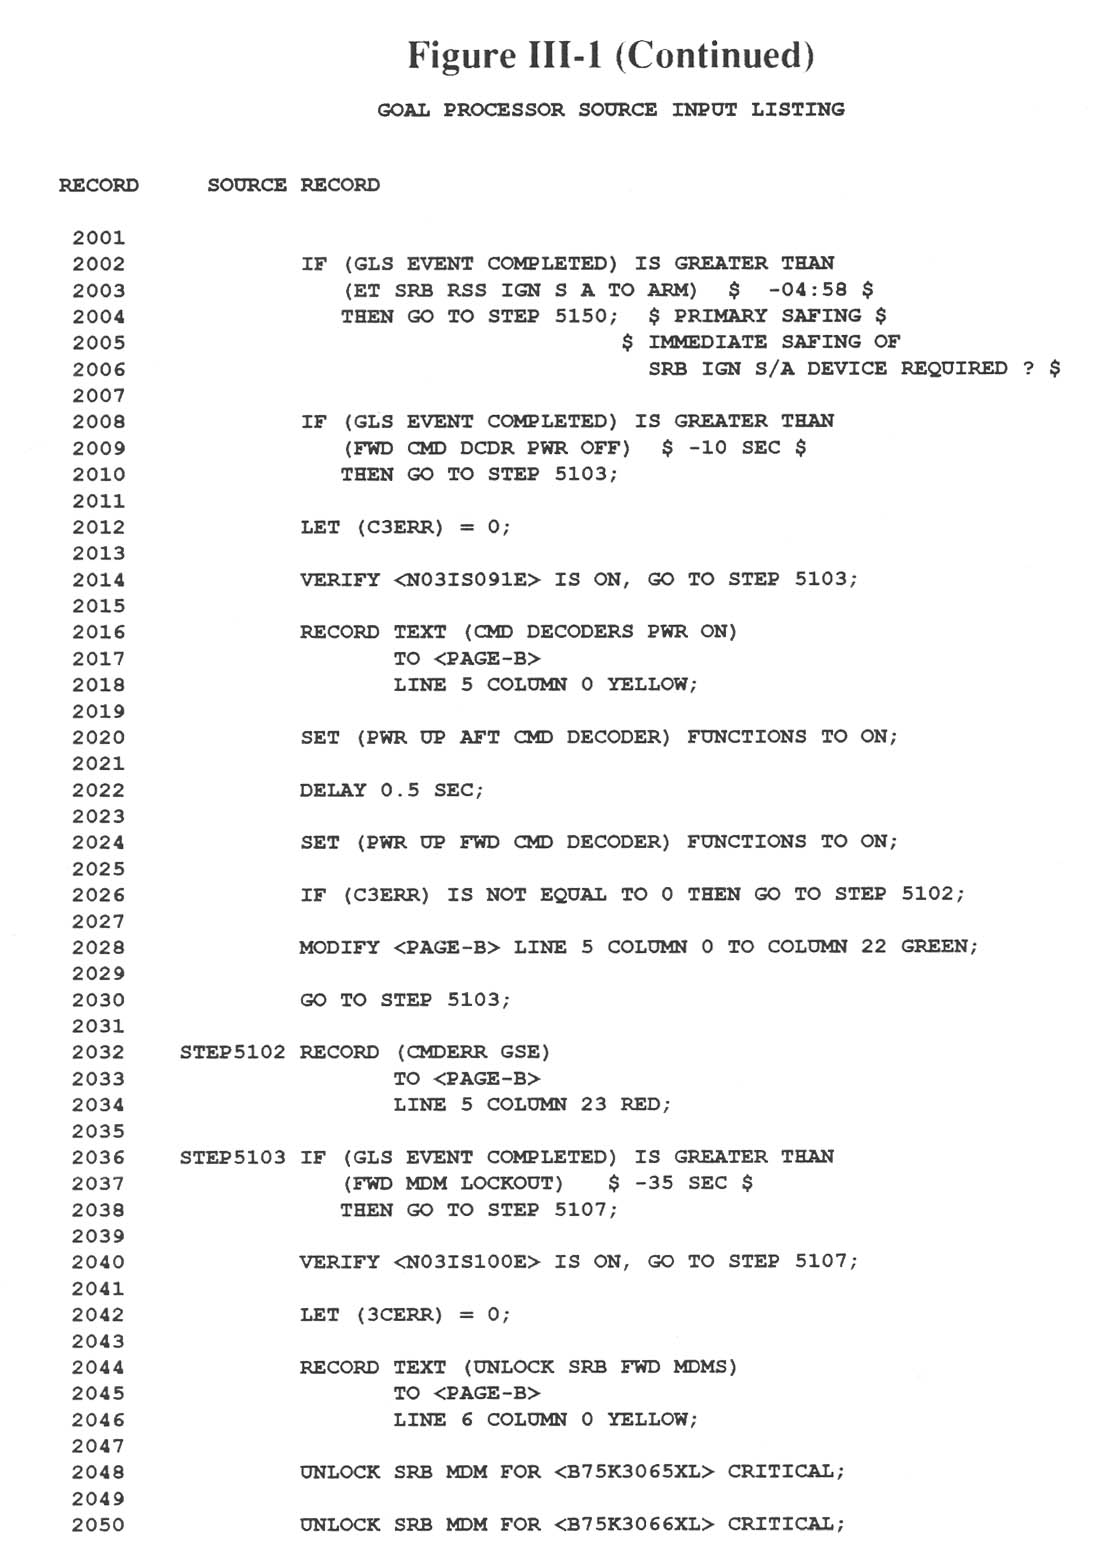 Figure III-1 (Continued)
GOAL PROCESSOR SOURCE INPUT LISTING
RECORD SOURCE RECORD
2001
2002 IF (GLS EVENT COMPLETED) IS GREATER THAN
2003 (ET SRB RSS IGN S A TO ARM) $ -04:58 $
2004 THEN GO TO STEP 5150; $ PRIMARY SAFING $
2005 $ IMMEDIATE SAFING OF
2006 SRB IGN S/A DEVICE REQUIRED ? $
2007
2008 IF (GLS EVENT COMPLETED) IS GREATER THAN
2009 (FWD CMD DCDR PWR OFF) $ -10 SEC $
2010 THEN GO TO STEP 5103;
2011
2012 LET (C3ERR) = 0;
2013
2014 VERIFY <N03IS091E> IS ON, GO TO STEP 5103;
2015
2016 RECORD TEXT (CMD DECODERS PWR ON)
2017 TO <PAGE-B>
2018 LINE 5 COLUMN 0 YELLOW;
2019
2020 SET (PWR UP AFT CMD DECODER) FUNCTIONS TO ON;
2021
2022 DELAY 0.5 SEC;
2023
2024 SET (PWR UP FWD CMD DECODER) FUNCTIONS TO ON;
2025
2026 IF (C3ERR) IS NOT EQUAL TO 0 THEN GO TO STEP 5102;
2027
2028 MODIFY <PAGE-B> LINE 5 COLUMN 0 TO COLUMN 22 GREEN;
2029
2030 GO TO STEP 5103;
2031
2032 STEP5102 RECORD (CMDERR GSE)
2033 TO <PAGE-B>
2034 LINE 5 COLUMN 23 RED;
2035
2036 STEP5103 IF (GLS EVENT COMPLETED) IS GREATER THAN
2037 (FWD MDM LOCKOUT) $ -35 SEC $
2038 THEN GO TO STEP 5107;
2039
2040 VERIFY <N03IS100E> IS ON, GO TO STEP 5107;
2041
2042 LET (3CERR) = 0;
2043
2044 RECORD TEXT (UNLOCK SRB FWD MDMS)
2045 TO <PAGE-B>
2046 LINE 6 COLUMN 0 YELLOW;
2047
2048 UNLOCK SRB MDM FOR <B75K3065XL> CRITICAL;
2049
2050 UNLOCK SRB MDM FOR <B75K3066XL> CRITICAL;